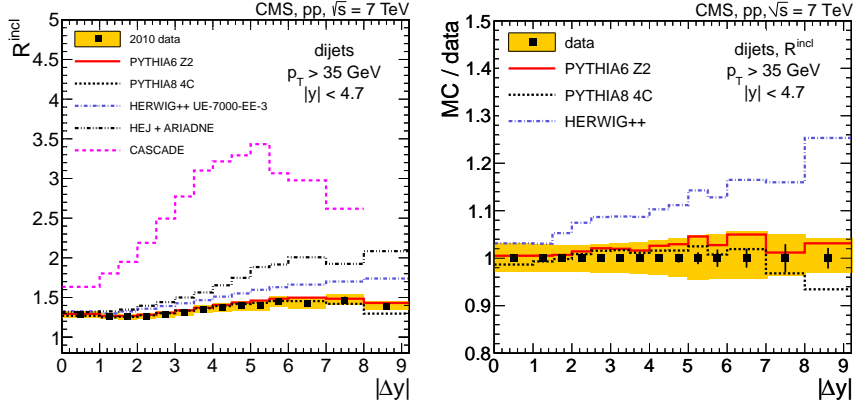 CMS, pp, √s = 7 TeV
R^incl
5
4.5
4
3.5
3
2.5
2
1.5
1
2010 data
PYTHIA6 Z2
PYTHIA8 4C
HERWIG++ UE-7000-EE-3
HEJ + ARIADNE
CASCADE
dijets
p_T > 35 GeV
|y| < 4.7
0 1 2 3 4 5 6 7 8 9
|Δy|
CMS, pp, √s = 7 TeV
MC / data
1.5
1.4
1.3
1.2
1.1
1
0.9
0.8
data
PYTHIA6 Z2
PYTHIA8 4C
HERWIG++
dijets, R^incl
p_T > 35 GeV
|y| < 4.7
0 1 2 3 4 5 6 7 8 9
|Δy|